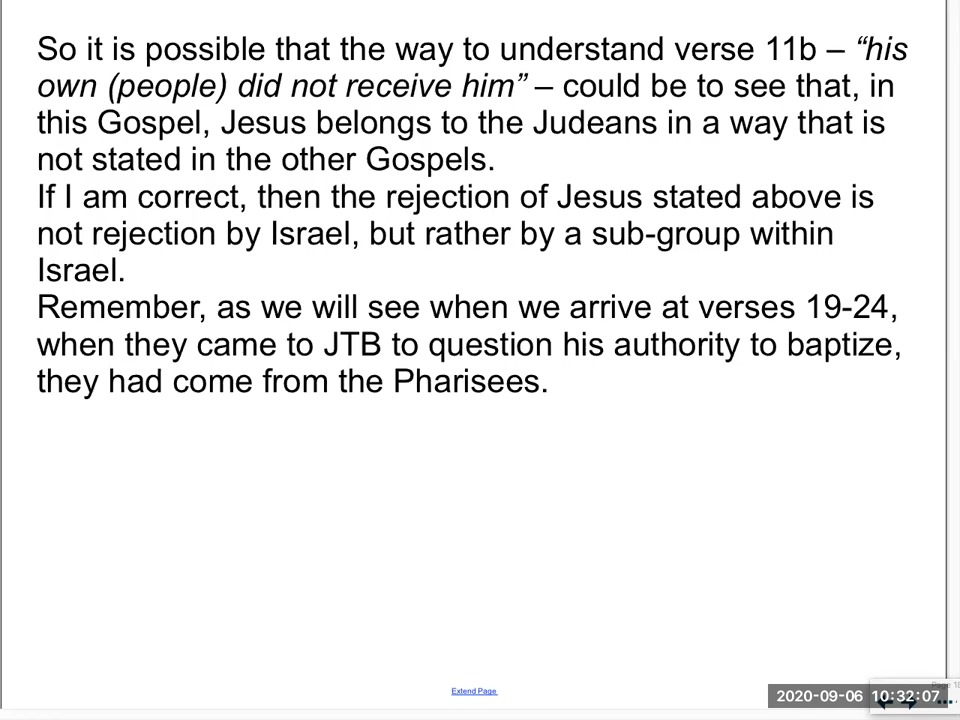 So it is possible that the way to understand verse 11b – “his
own (people) did not receive him” – could be to see that, in
this Gospel, Jesus belongs to the Judeans in a way that is
not stated in the other Gospels.
If I am correct, then the rejection of Jesus stated above is
not rejection by Israel, but rather by a sub-group within
Israel.
Remember, as we will see when we arrive at verses 19-24,
when they came to JTB to question his authority to baptize,
they had come from the Pharisees.
Extend Page
2020-09-06 10:32:07